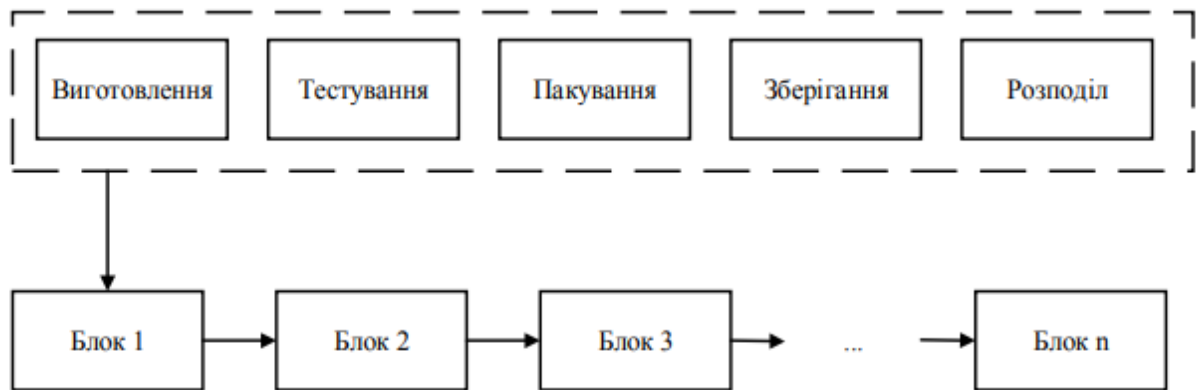 Виготовлення
Тестування
Пакування
Зберігання
Розподіл
Блок 1
Блок 2
Блок 3
...
Блок n